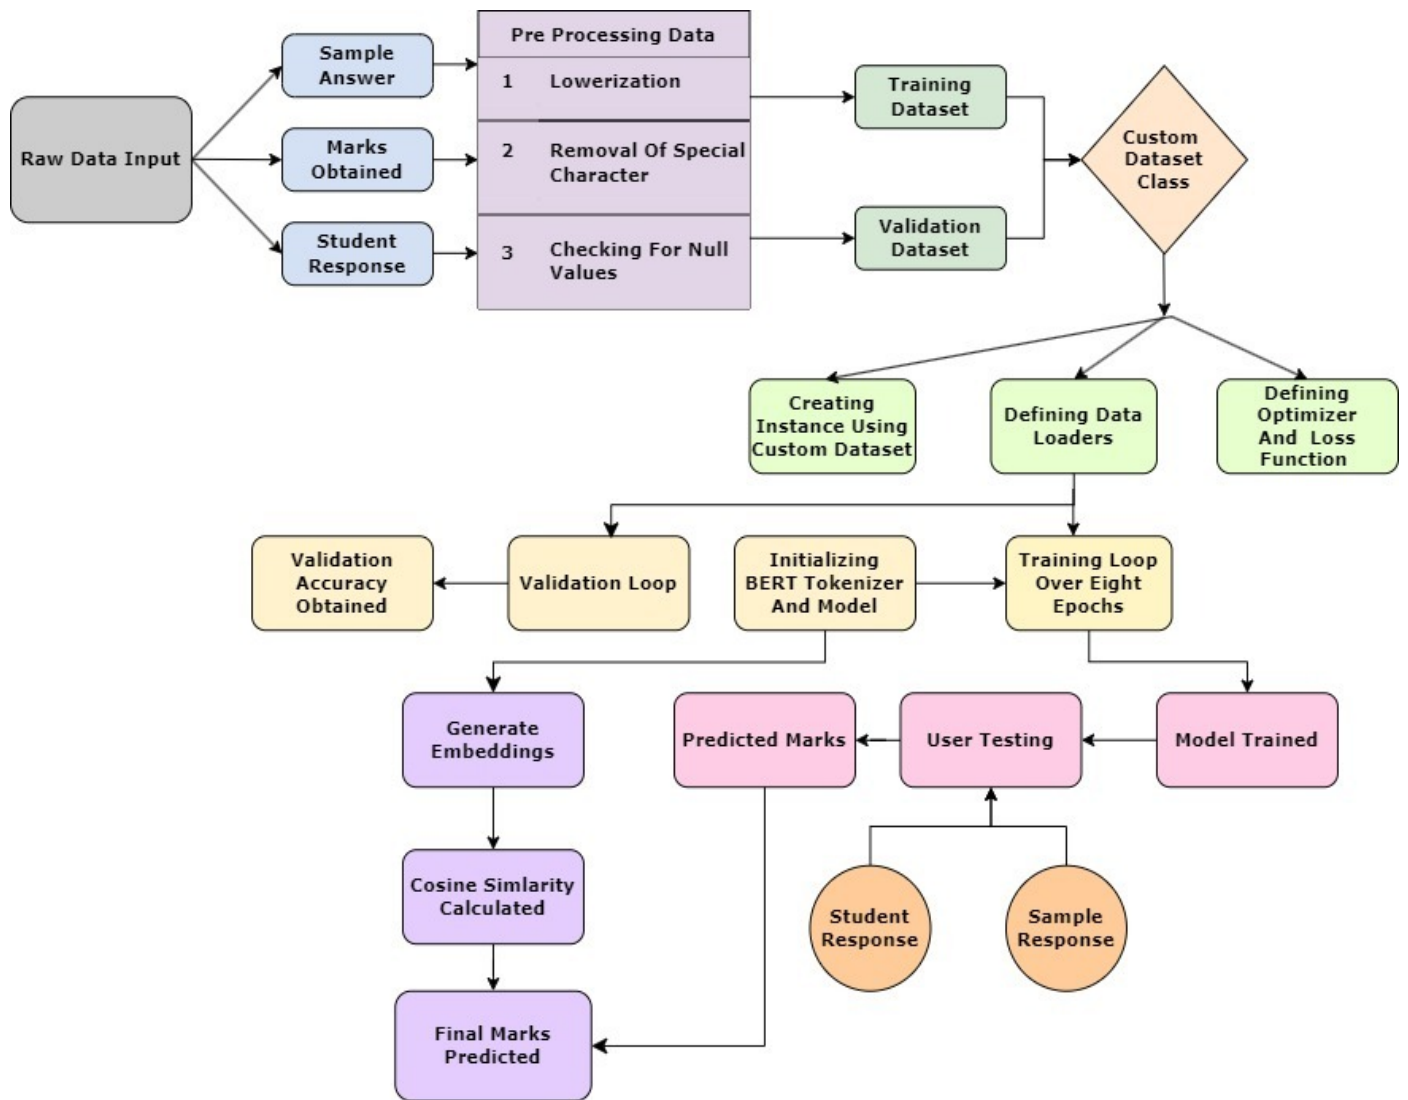 Raw Data Input
Sample
Answer
Marks
Obtained
Student
Response
Pre Processing Data
1 Lowerization
2 Removal Of Special
Character
3 Checking For Null
Values
Training
Dataset
Validation
Dataset
Custom
Dataset
Class
Creating
Instance Using
Custom Dataset
Defining Data
Loaders
Defining
Optimizer
And Loss
Function
Validation
Accuracy
Obtained
Validation Loop
Initializing
BERT Tokenizer
And Model
Training Loop
Over Eight
Epochs
Generate
Embeddings
Predicted Marks
User Testing
Model Trained
Cosine Simlarity
Calculated
Student
Response
Sample
Response
Final Marks
Predicted